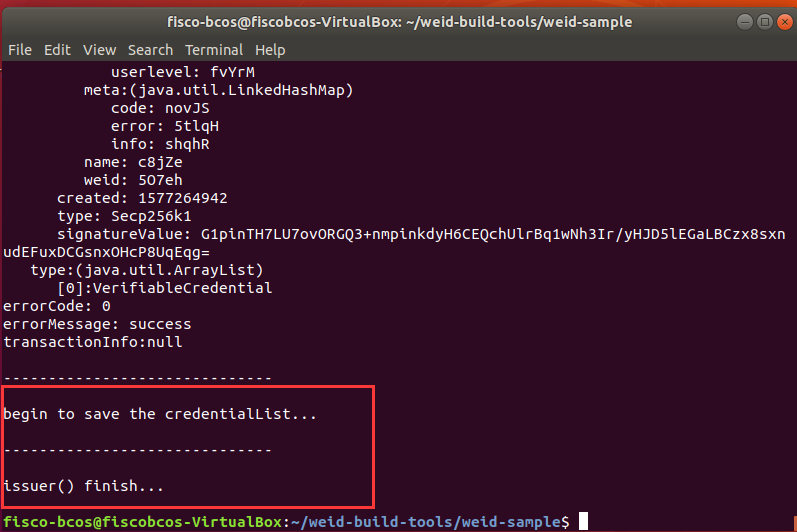 fisco-bcos@fiscobcos-VirtualBox: ~/weid-build-tools/weid-sample
File Edit View Search Terminal Help
userlevel: fvYrM
meta:(java.util.LinkedHashMap)
code: novJS
error: 5tlqH
info: shqhR
name: c8jZe
weid: 5O7eh
created: 1577264942
type: Secp256k1
signatureValue: G1pinTH7LU7ovORGQ3+nmpinkdyH6CEQchUlrBq1wNh3Ir/yHJD5lEGaLBCzx8sxn
udEFuxDCGsnxOHcP8UqEqg=
type:(java.util.ArrayList)
[0]:VerifiableCredential
errorCode: 0
errorMessage: success
transactionInfo:null
------------------------------
begin to save the credentialList...
------------------------------
issuer() finish...
fisco-bcos@fiscobcos-VirtualBox:~/weid-build-tools/weid-sample$